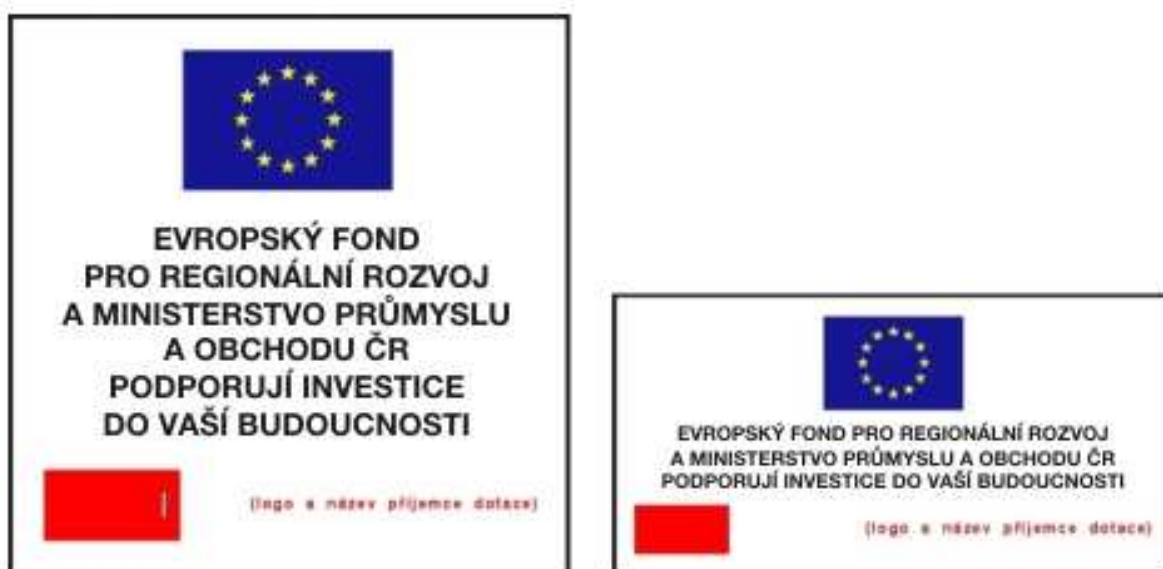 EVROPSKÝ FOND
PRO REGIONÁLNÍ ROZVOJ
A MINISTERSTVO PRŮMYSLU
A OBCHODU ČR
PODPORUJÍ INVESTICE
DO VAŠÍ BUDOUCNOSTI
(logo a název příjemce dotace)
EVROPSKÝ FOND PRO REGIONÁLNÍ ROZVOJ
A MINISTERSTVO PRŮMYSLU A OBCHODU ČR
PODPORUJÍ INVESTICE DO VAŠÍ BUDOUCNOSTI
(logo a název příjemce dotace)